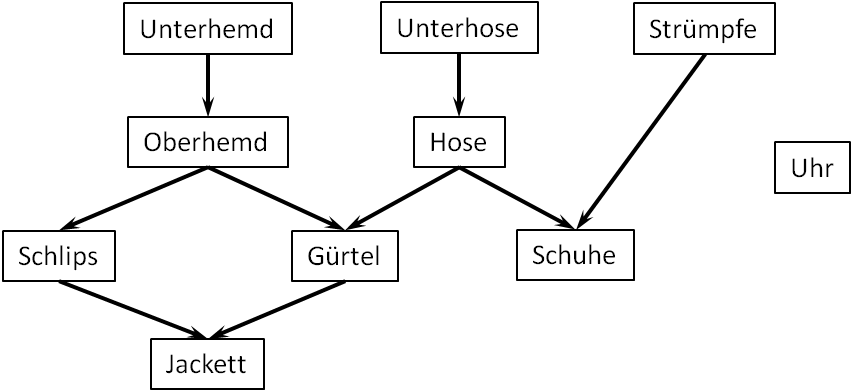 Unterhemd
Unterhose
Strümpfe
Oberhemd
Hose
Uhr
Schlips
Gürtel
Schuhe
Jackett